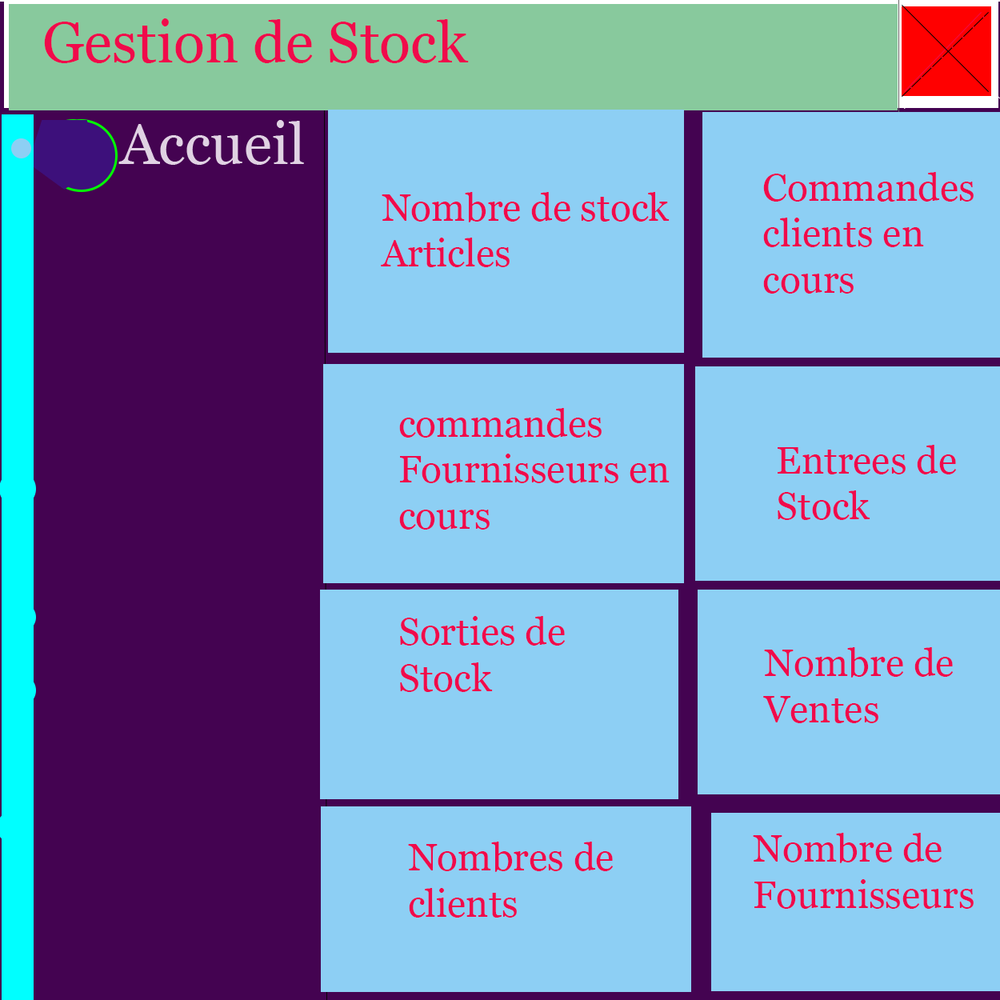 Gestion de Stock
Accueil
Nombre de stock
Articles
Commandes
clients en
cours
commandes
Fournisseurs en
cours
Entrees de
Stock
Sorties de
Stock
Nombre de
Ventes
Nombres de
clients
Nombre de
Fournisseurs